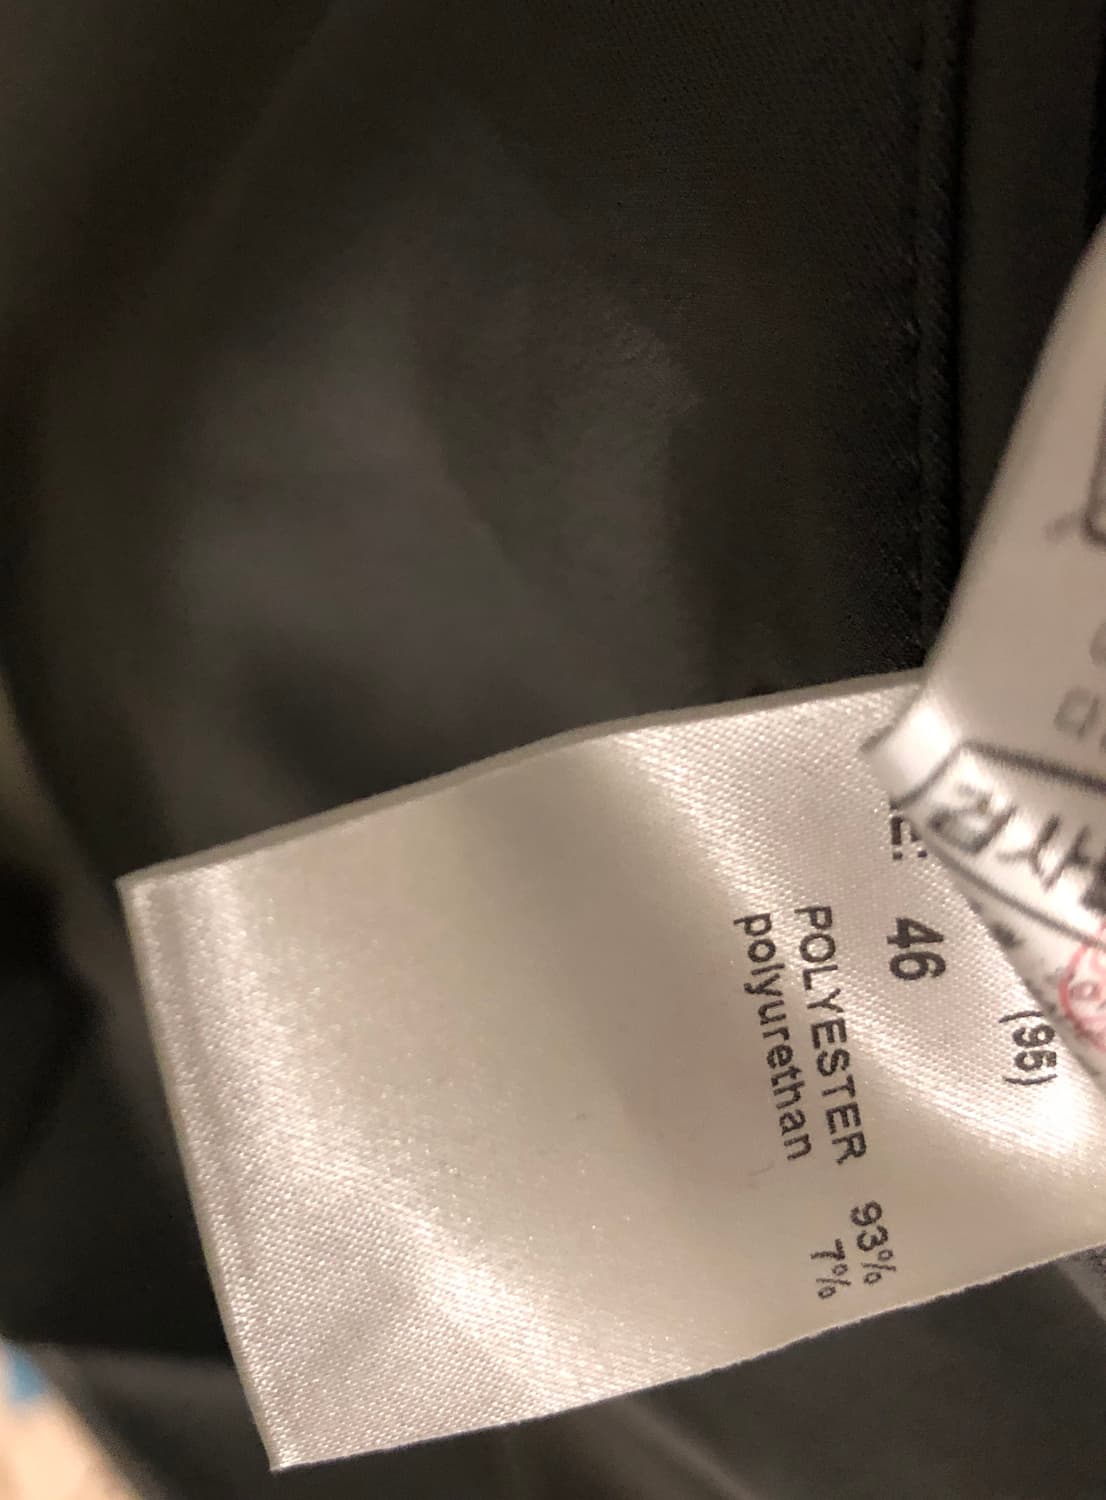 (95)
E: 46
POLYESTER 93%
polyurethan 7%